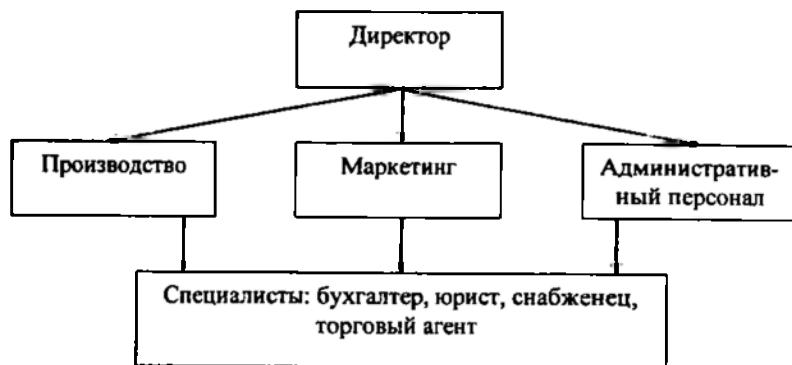 Директор
Производство
Маркетинг
Административ-
ный персонал
Специалисты: бухгалтер, юрист, снабженец,
торговый агент